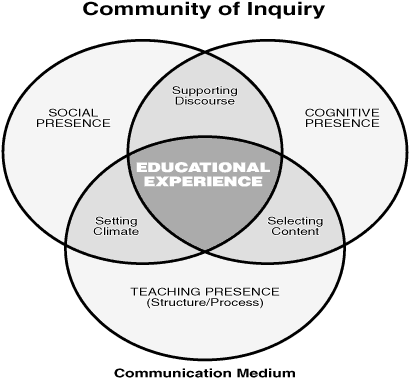 Community of Inquiry
Supporting
Discourse
SOCIAL
PRESENCE
COGNITIVE
PRESENCE
EDUCATIONAL
EXPERIENCE
Setting
Climate
Selecting
Content
TEACHING PRESENCE
(Structure/Process)
Communication Medium